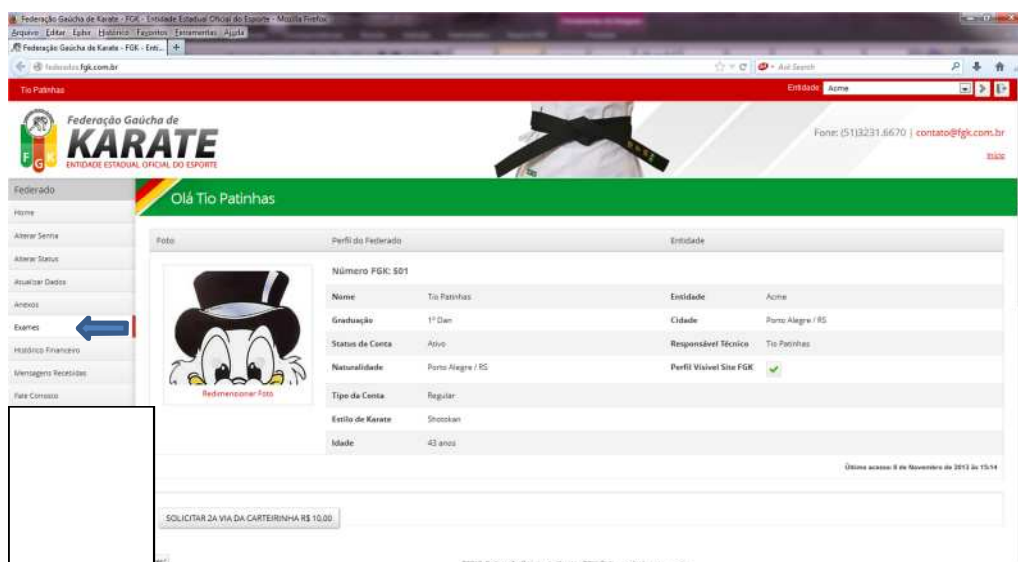 Federação Gaúcha de Karate - FGK - Entidade Estadual Oficial do Esporte - Mozilla Firefox
Arquivo Editar Exibir Histórico Favoritos Ferramentas Ajuda
Federação Gaúcha de Karate - FGK - Enti... +
federados.fgk.com.br
Ask Search
Tio Patinhas
Entidade Acme
Federação Gaúcha de
KARATE
ENTIDADE ESTADUAL OFICIAL DO ESPORTE
FGK
Fone: (51)3231.6670 | contato@fgk.com.br
Início
Federado
Home
Alterar Senha
Alterar Status
Atualizar Dados
Anexos
Exames
Histórico Financeiro
Mensagens Recebidas
Fale Conosco
Olá Tio Patinhas
Foto Perfil do Federado Entidade
Número FGK: 501
Nome Tio Patinhas Entidade Acme
Graduação 1º Dan Cidade Porto Alegre / RS
Status da Conta Ativo Responsável Técnico Tio Patinhas
Naturalidade Porto Alegre / RS Perfil Visivel Site FGK
Redimensionar Foto
Tipo da Conta Regular
Estilo de Karate Shotokan
Idade 43 anos
Último acesso: 8 de Novembro de 2013 às 15:14
SOLICITAR 2A VIA DA CARTEIRINHA R$ 10,00